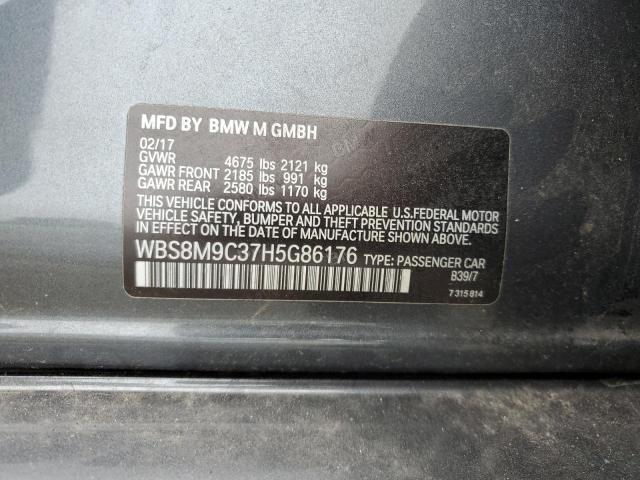 MFD BY BMW M GMBH
02/17
GVWR 4675 lbs 2121 kg
GAWR FRONT 2185 lbs 991 kg
GAWR REAR 2580 lbs 1170 kg
THIS VEHICLE CONFORMS TO ALL APPLICABLE U.S.FEDERAL MOTOR
VEHICLE SAFETY, BUMPER AND THEFT PREVENTION STANDARDS
IN EFFECT ON THE DATE OF MANUFACTURE SHOWN ABOVE.
WBS8M9C37H5G86176 TYPE: PASSENGER CAR
B39/7
7 315 814